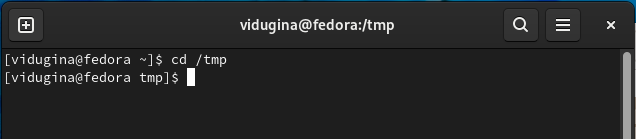 vidugina@fedora:/tmp
[vidugina@fedora ~]$ cd /tmp
[vidugina@fedora tmp]$